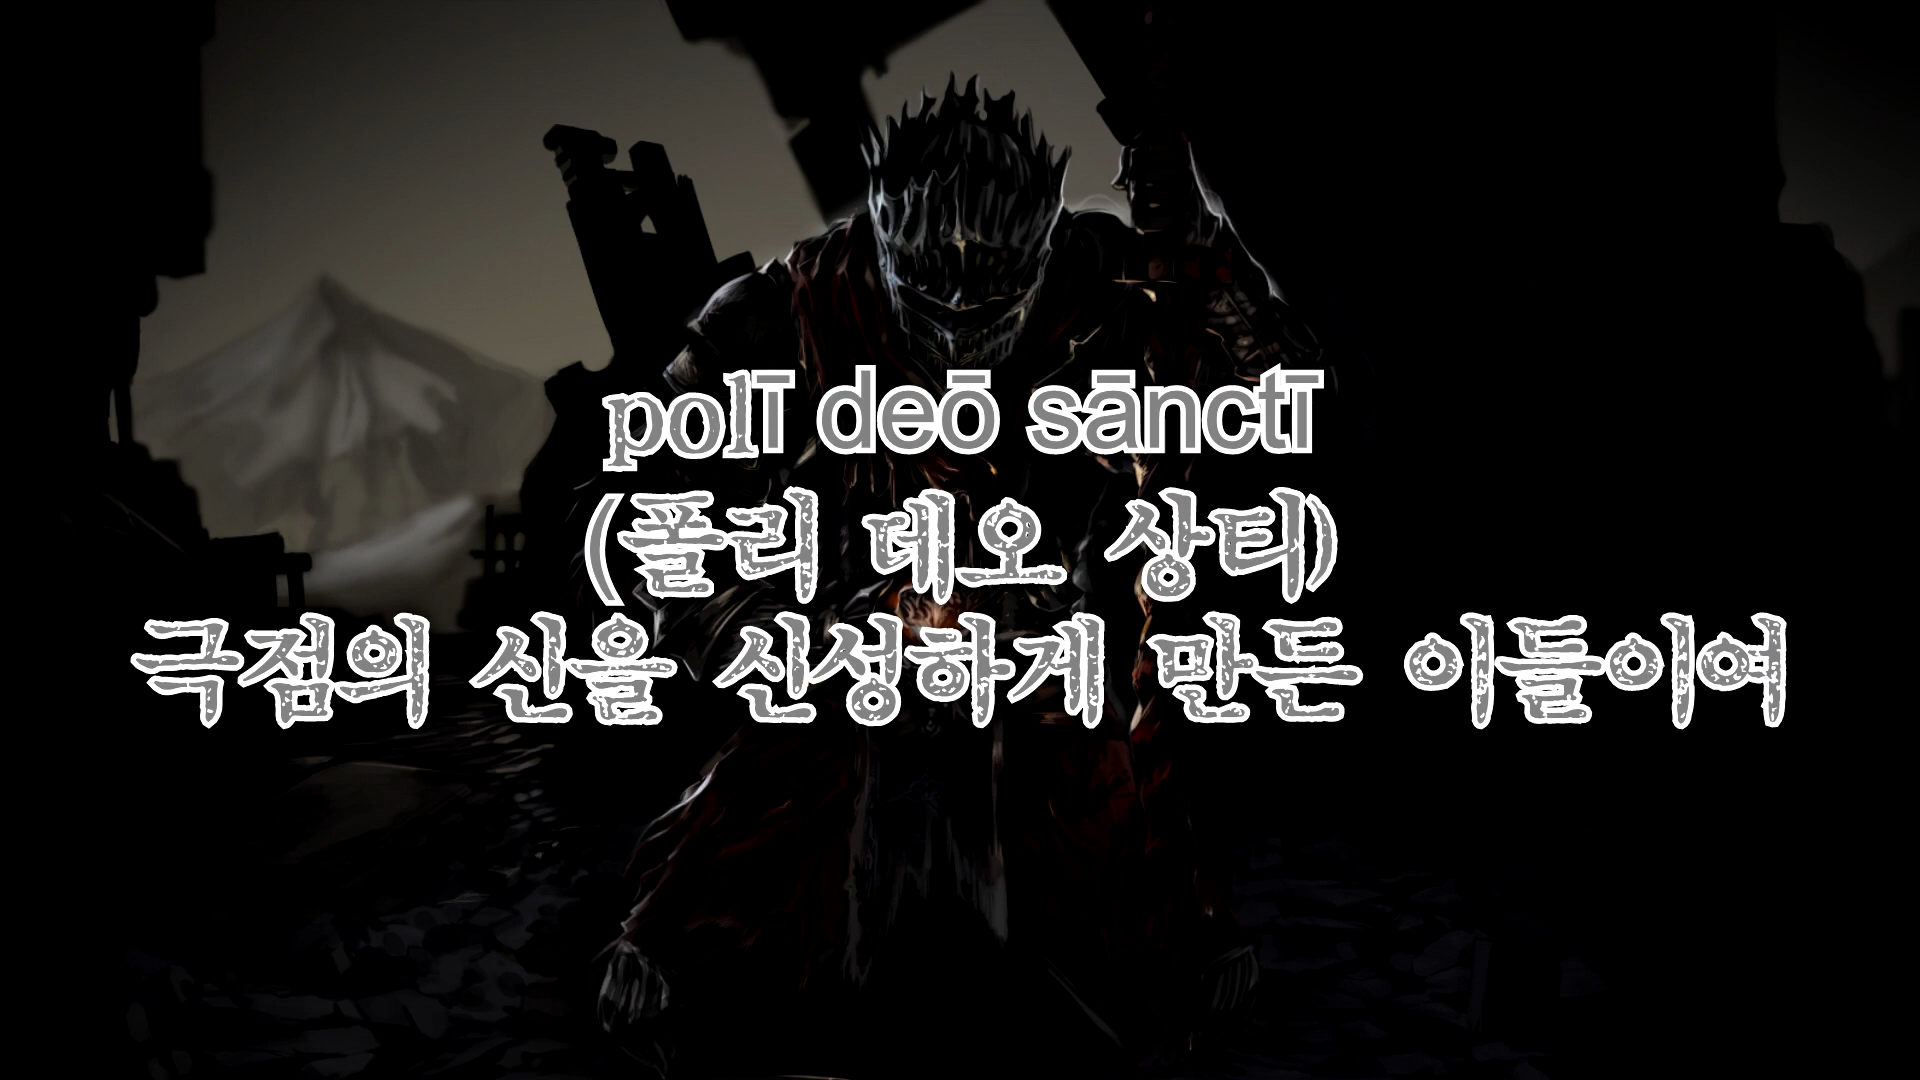 polī deō sānctī
(폴리 데오 상티)
극점의 신을 신성하게 만든 이들이여